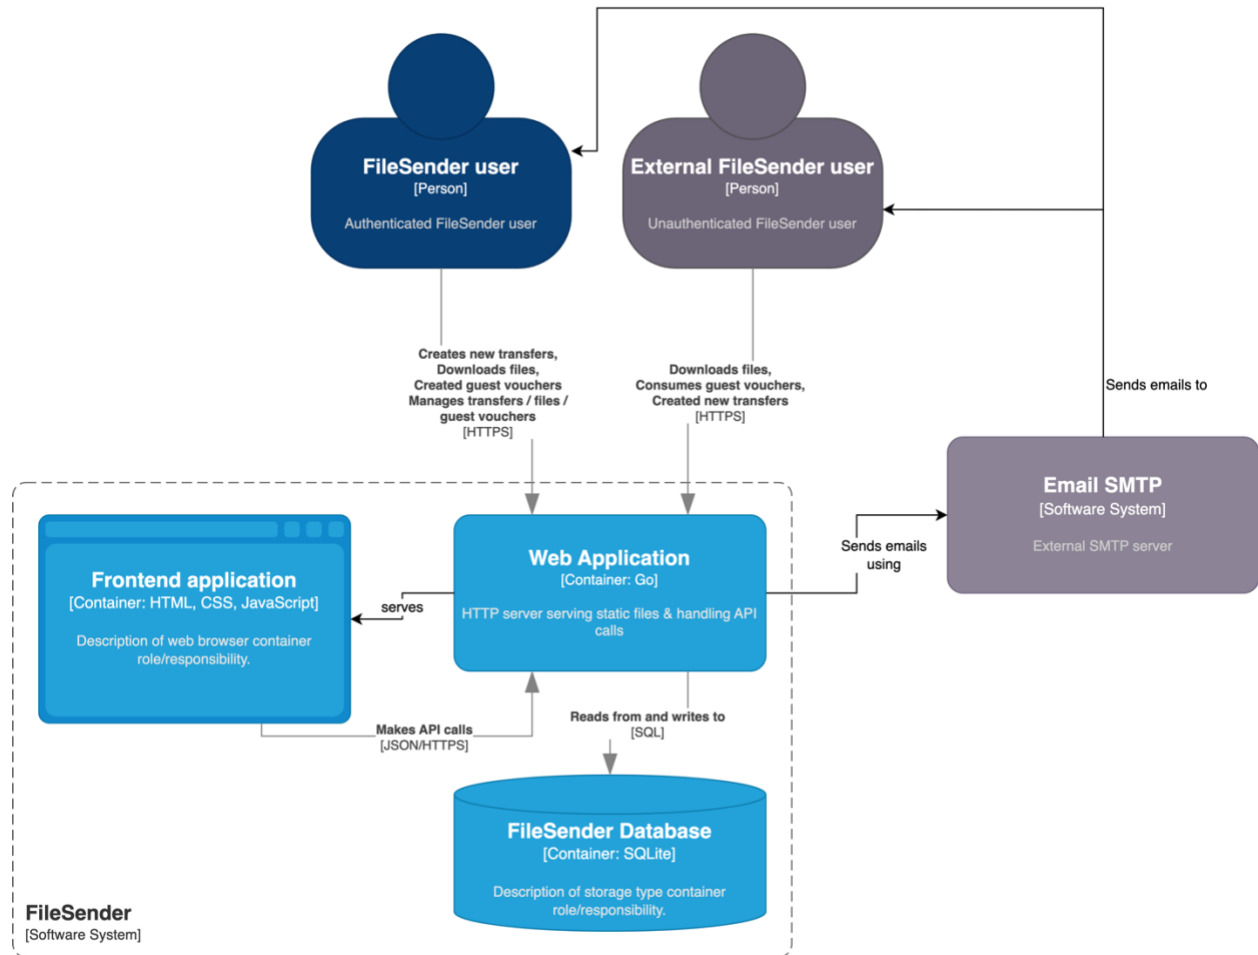 FileSender user
[Person]
Authenticated FileSender user
External FileSender user
[Person]
Unauthenticated FileSender user
Creates new transfers,
Downloads files,
Created guest vouchers
Manages transfers / files /
guest vouchers
[HTTPS]
Downloads files,
Consumes guest vouchers,
Created new transfers
[HTTPS]
Sends emails to
Email SMTP
[Software System]
External SMTP server
Sends emails
using
Web Application
[Container: Go]
HTTP server serving static files & handling API
calls
serves
Frontend application
[Container: HTML, CSS, JavaScript]
Description of web browser container
role/responsibility.
Makes API calls
[JSON/HTTPS]
Reads from and writes to
[SQL]
FileSender Database
[Container: SQLite]
Description of storage type container
role/responsibility.
FileSender
[Software System]